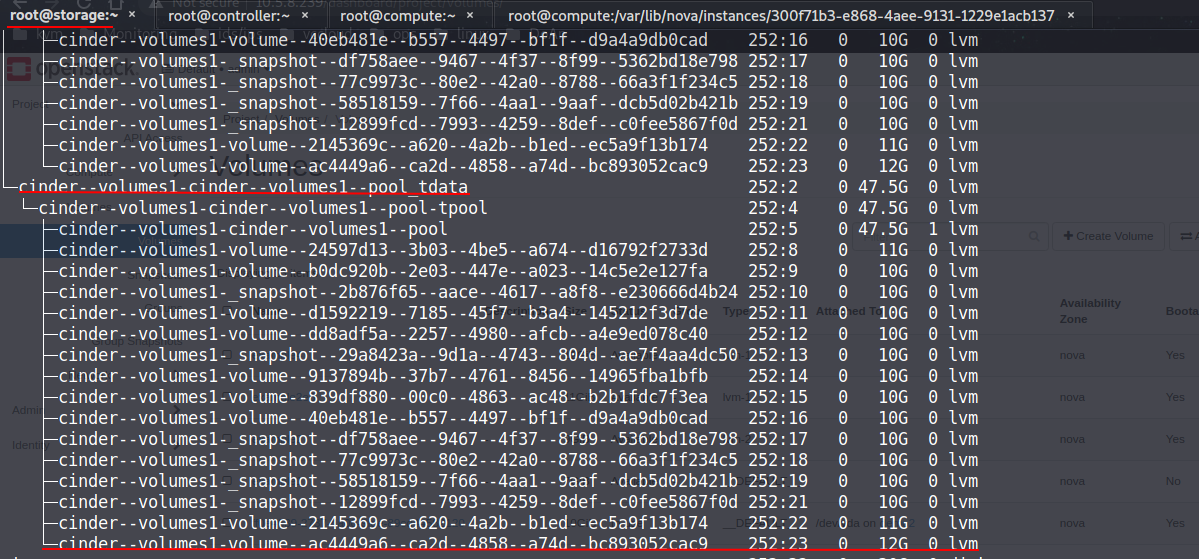 root@storage:~ × root@controller:~ × root@compute:~ × root@compute:/var/lib/nova/instances/300f71b3-e868-4aee-9131-1229e1acb137 ×
├─cinder--volumes1-volume--40eb481e--b557--4497--bf1f--d9a4a9db0cad 252:16 0 10G 0 lvm
├─cinder--volumes1-_snapshot--df758aee--9467--4f37--8f99--5362bd18e798 252:17 0 10G 0 lvm
├─cinder--volumes1-_snapshot--77c9973c--80e2--42a0--8788--66a3f1f234c5 252:18 0 10G 0 lvm
├─cinder--volumes1-_snapshot--58518159--7f66--4aa1--9aaf--dcb5d02b421b 252:19 0 10G 0 lvm
├─cinder--volumes1-_snapshot--12899fcd--7993--4259--8def--c0fee5867f0d 252:21 0 10G 0 lvm
├─cinder--volumes1-volume--2145369c--a620--4a2b--b1ed--ec5a9f13b174 252:22 0 11G 0 lvm
└─cinder--volumes1-volume--ac4449a6--ca2d--4858--a74d--bc893052cac9 252:23 0 12G 0 lvm
└─cinder--volumes1-cinder--volumes1--pool_tdata 252:2 0 47.5G 0 lvm
└─cinder--volumes1-cinder--volumes1--pool-tpool 252:4 0 47.5G 0 lvm
├─cinder--volumes1-cinder--volumes1--pool 252:5 0 47.5G 1 lvm
├─cinder--volumes1-volume--24597d13--3b03--4be5--a674--d16792f2733d 252:8 0 11G 0 lvm
├─cinder--volumes1-volume--b0dc920b--2e03--447e--a023--14c5e2e127fa 252:9 0 10G 0 lvm
├─cinder--volumes1-_snapshot--2b876f65--aace--4617--a8f8--e230666d4b24 252:10 0 10G 0 lvm
├─cinder--volumes1-volume--d1592219--7185--45f7--b3a4--145212f3d7de 252:11 0 10G 0 lvm
├─cinder--volumes1-volume--dd8adf5a--2257--4980--afcb--a4e9ed078c40 252:12 0 10G 0 lvm
├─cinder--volumes1-_snapshot--29a8423a--9d1a--4743--804d--ee7f4aa4dc50 252:13 0 10G 0 lvm
├─cinder--volumes1-volume--9137894b--37b7--4761--8456--14965fba1bfb 252:14 0 10G 0 lvm
├─cinder--volumes1-volume--839df880--00c0--4863--ac48--b2b1fdc7f3ea 252:15 0 10G 0 lvm
├─cinder--volumes1-volume--40eb481e--b557--4497--bf1f--d9a4a9db0cad 252:16 0 10G 0 lvm
├─cinder--volumes1-_snapshot--df758aee--9467--4f37--8f99--5362bd18e798 252:17 0 10G 0 lvm
├─cinder--volumes1-_snapshot--77c9973c--80e2--42a0--8788--66a3f1f234c5 252:18 0 10G 0 lvm
├─cinder--volumes1-_snapshot--58518159--7f66--4aa1--9aaf--dcb5d02b421b 252:19 0 10G 0 lvm
├─cinder--volumes1-_snapshot--12899fcd--7993--4259--8def--c0fee5867f0d 252:21 0 10G 0 lvm
├─cinder--volumes1-volume--2145369c--a620--4a2b--b1ed--ec5a9f13b174 252:22 0 11G 0 lvm
└─cinder--volumes1-volume--ac4449a6--ca2d--4858--a74d--bc893052cac9 252:23 0 12G 0 lvm
openstack.
Volumes
Create Volume
Availability Zone
nova Yes
nova Yes
nova Yes
nova No
nova Yes
Identity